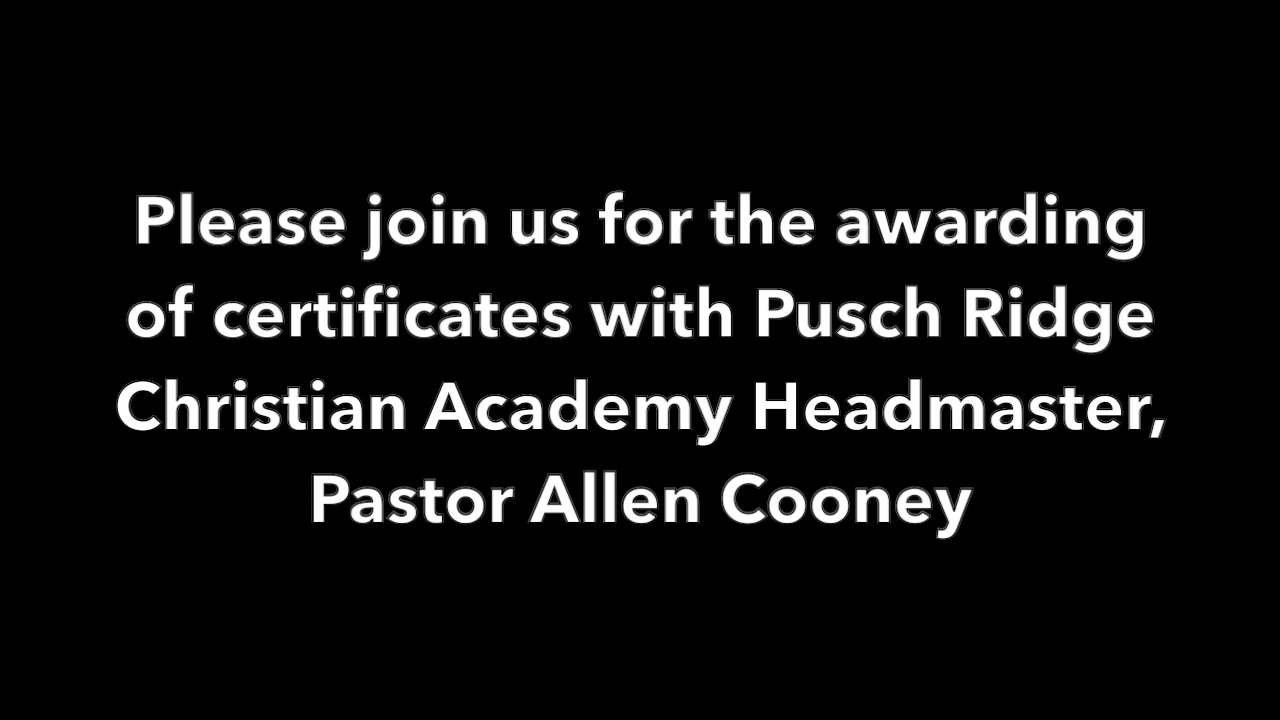 Please join us for the awarding
of certificates with Pusch Ridge
Christian Academy Headmaster,
Pastor Allen Cooney